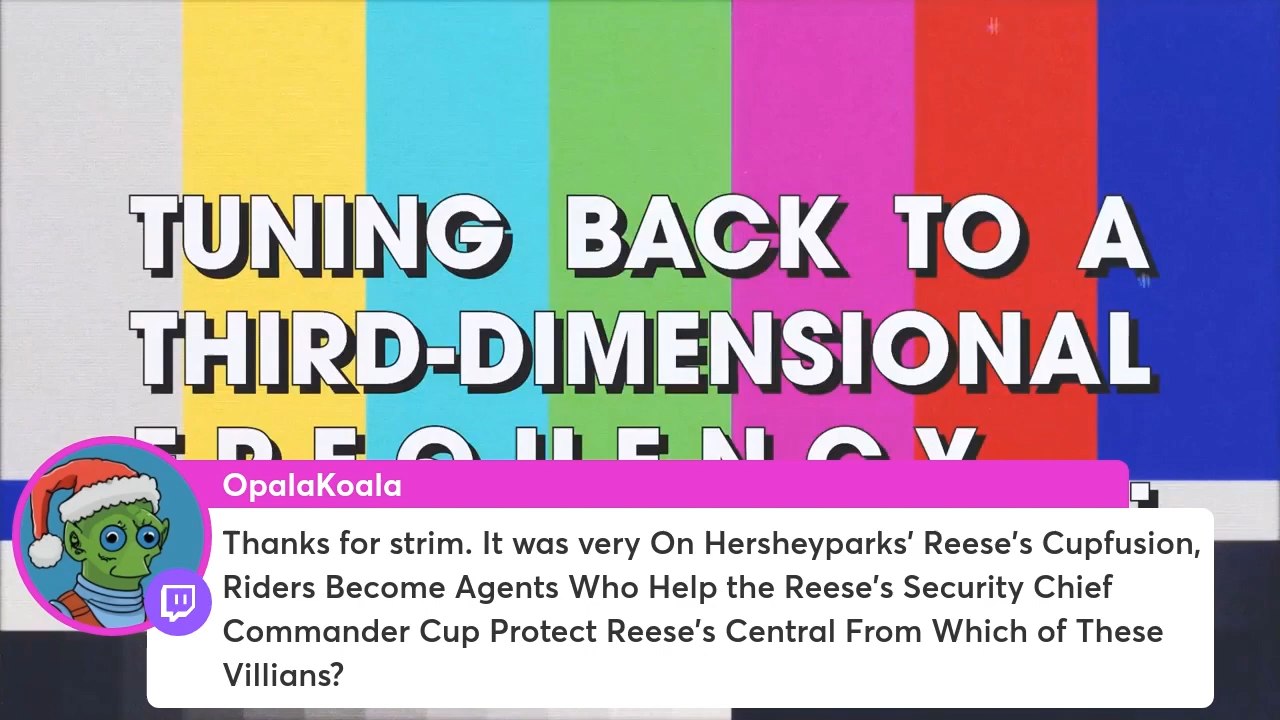 TUNING BACK TO A
THIRD-DIMENSIONAL
FREQUENCY
OpalaKoala
Thanks for strim. It was very On Hersheyparks’ Reese’s Cupfusion,
Riders Become Agents Who Help the Reese’s Security Chief
Commander Cup Protect Reese’s Central From Which of These
Villians?